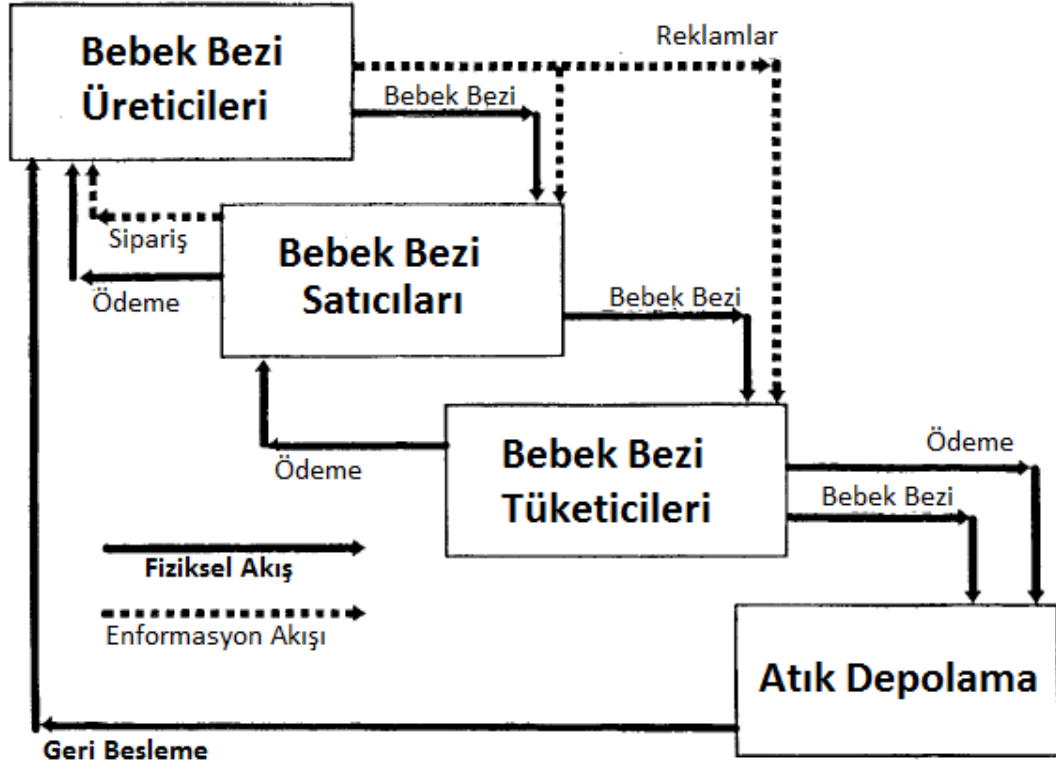 Bebek Bezi
Üreticileri
Reklamlar
Bebek Bezi
Sipariş
Ödeme
Bebek Bezi
Satıcıları
Bebek Bezi
Ödeme
Bebek Bezi
Tüketicileri
Ödeme
Bebek Bezi
Fiziksel Akış
Enformasyon Akışı
Atık Depolama
Geri Besleme